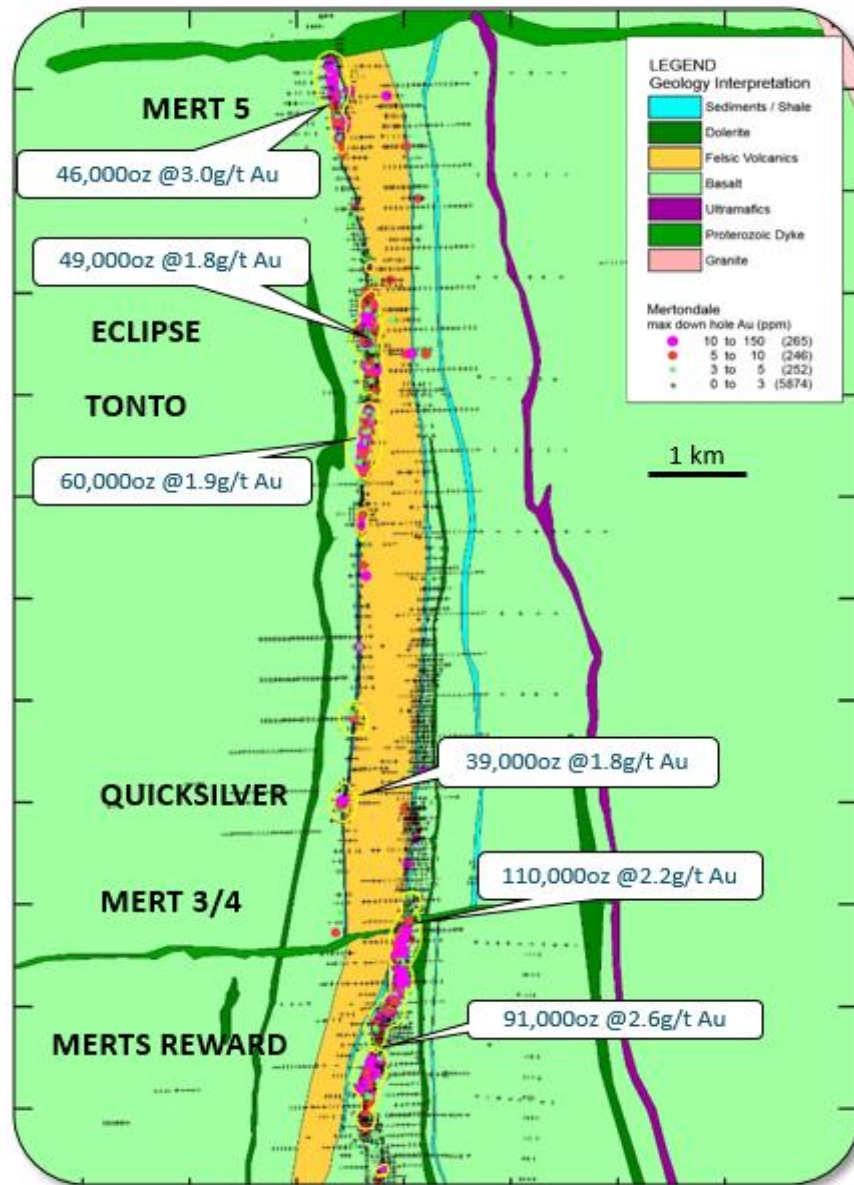 LEGEND
Geology Interpretation
Sediments / Shale
Dolerite
Felsic Volcanics
Basalt
Ultramafics
Proterozoic Dyke
Granite
Mertondale
max down hole Au (ppm)
10 to 150 (265)
5 to 10 (246)
3 to 5 (252)
0 to 3 (5874)
1 km
MERT 5
46,000oz @3.0g/t Au
49,000oz @1.8g/t Au
ECLIPSE
TONTO
60,000oz @1.9g/t Au
39,000oz @1.8g/t Au
QUICKSILVER
110,000oz @2.2g/t Au
MERT 3/4
91,000oz @2.6g/t Au
MERTS REWARD